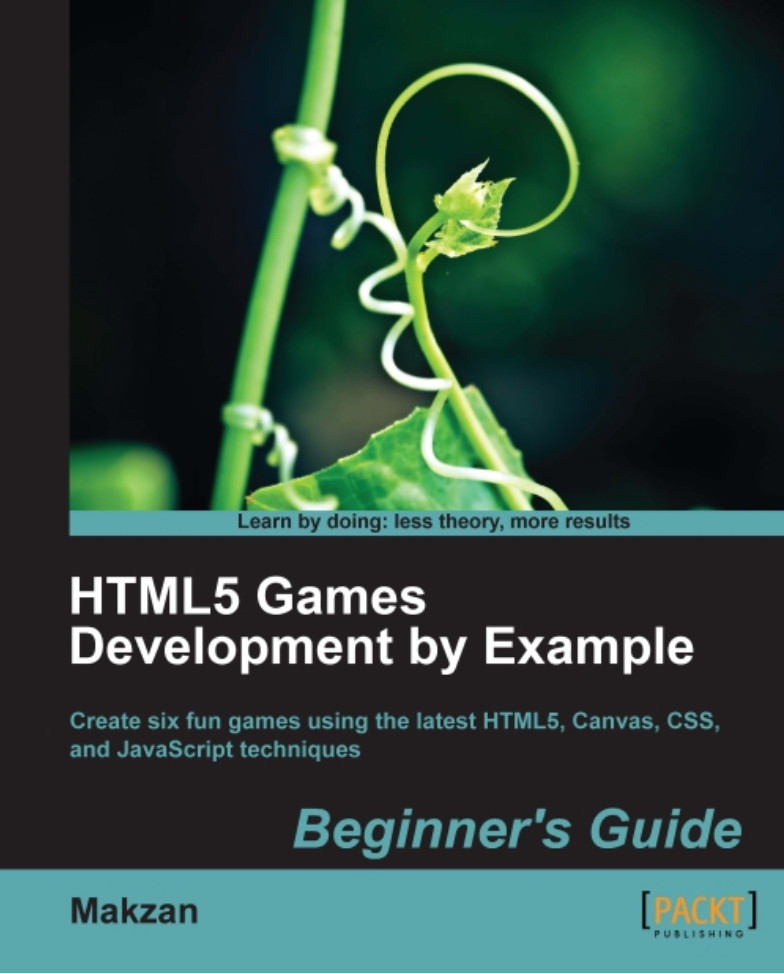 Learn by doing: less theory, more results
HTML5 Games
Development by Example
Create six fun games using the latest HTML5, Canvas, CSS,
and JavaScript techniques
Beginner's Guide
Makzan
[PACKT]
PUBLISHING